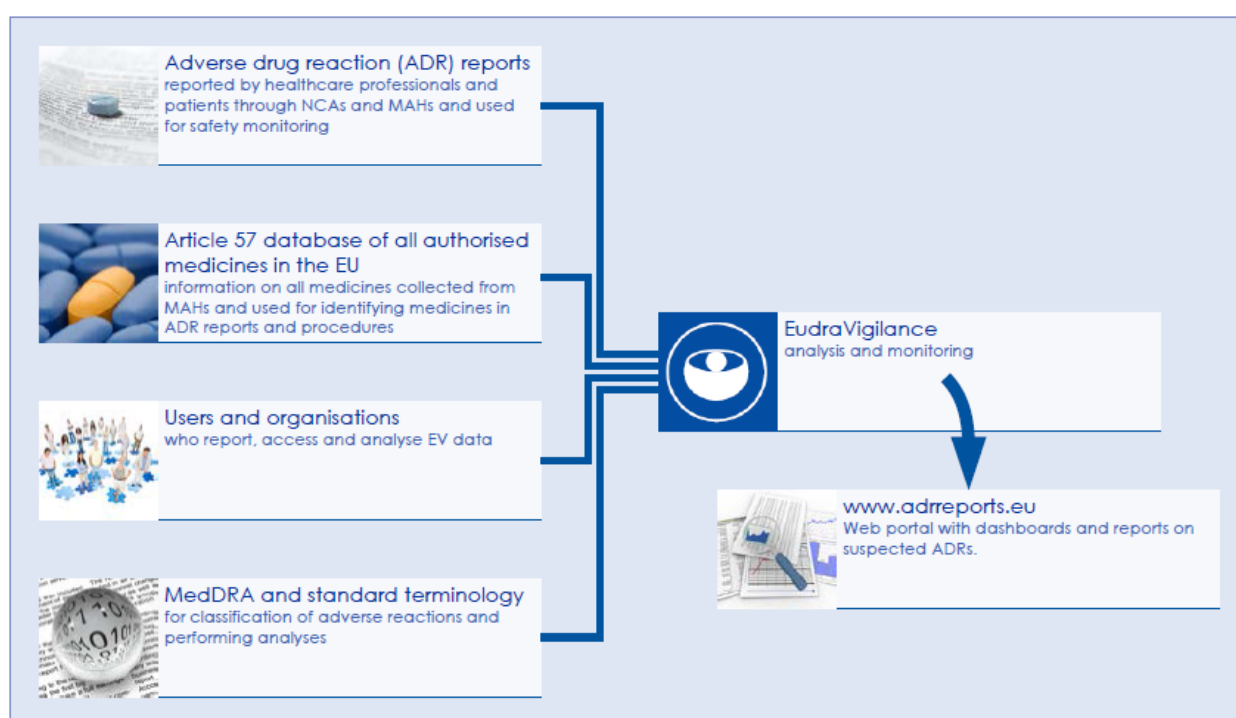 Adverse drug reaction (ADR) reports
reported by healthcare professionals and
patients through NCAs and MAHs and used
for safety monitoring
Article 57 database of all authorised
medicines in the EU
information on all medicines collected from
MAHs and used for identifying medicines in
ADR reports and procedures
Users and organisations
who report, access and analyse EV data
MedDRA and standard terminology
for classification of adverse reactions and
performing analyses
EudraVigilance
analysis and monitoring
www.adrreports.eu
Web portal with dashboards and reports on
suspected ADRs.